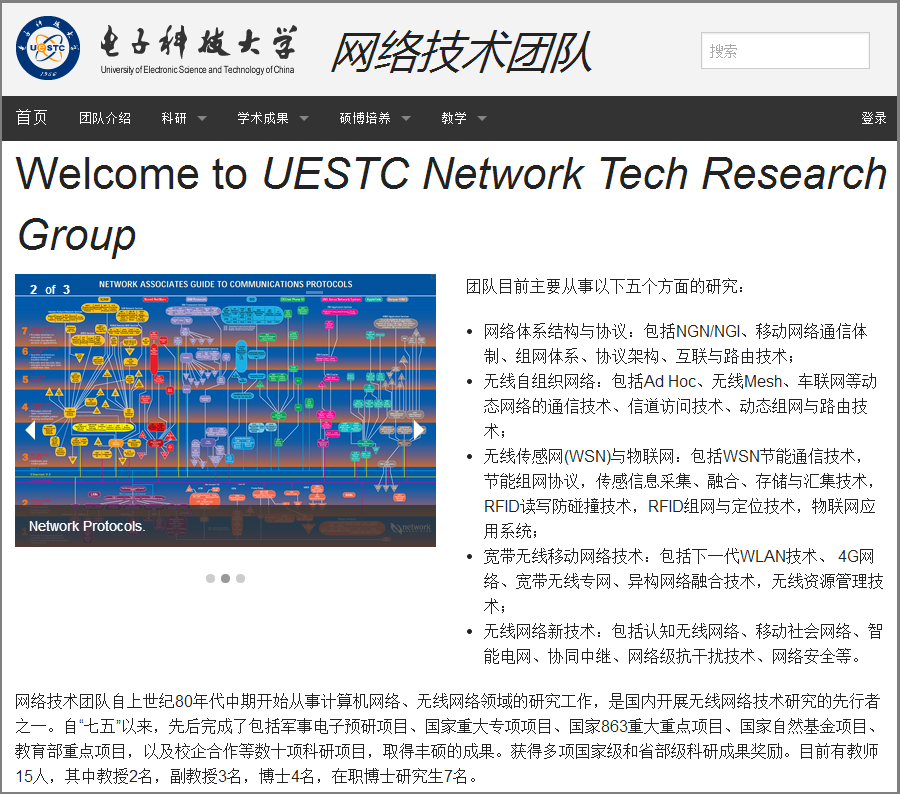 电子科技大学
University of Electronic Science and Technology of China
网络技术团队
搜索
首页 团队介绍 科研 学术成果 硕博培养 教学 登录
Welcome to UESTC Network Tech Research
Group
2 of 3
NETWORK ASSOCIATES GUIDE TO COMMUNICATIONS PROTOCOLS
7
6
5
4
3
2
Network Protocols.
network
团队目前主要从事以下五个方面的研究：
• 网络体系结构与协议：包括NGN/NGI、移动网络通信体
制、组网体系、协议架构、互联与路由技术；
• 无线自组织网络：包括Ad Hoc、无线Mesh、车联网等动
态网络的通信技术、信道访问技术、动态组网与路由技
术；
• 无线传感网(WSN)与物联网：包括WSN节能通信技术，
节能组网协议，传感信息采集、融合、存储与汇集技术，
RFID读写防碰撞技术，RFID组网与定位技术，物联网应
用系统；
• 宽带无线移动网络技术：包括下一代WLAN技术、 4G网
络、宽带无线专网、异构网络融合技术，无线资源管理技
术；
• 无线网络新技术：包括认知无线网络、移动社会网络、智
能电网、协同中继、网络级抗干扰技术、网络安全等。
网络技术团队自上世纪80年代中期开始从事计算机网络、无线网络领域的研究工作，是国内开展无线网络技术研究的先行者
之一。自“七五”以来，先后完成了包括军事电子预研项目、国家重大专项项目、国家863重大重点项目、国家自然基金项目、
教育部重点项目，以及校企合作等数十项科研项目，取得丰硕的成果。获得多项国家级和省部级科研成果奖励。目前有教师
15人，其中教授2名，副教授3名，博士4名，在职博士研究生7名。